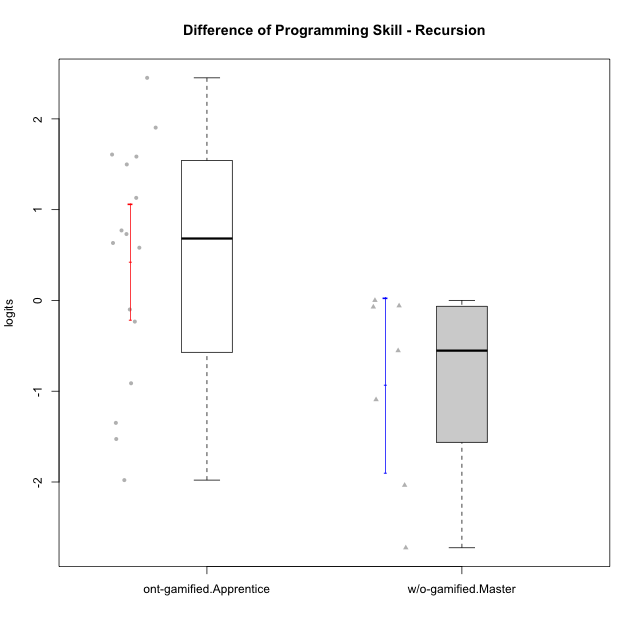 Difference of Programming Skill - Recursion
logits
2
1
0
-1
-2
ont-gamified.Apprentice
w/o-gamified.Master